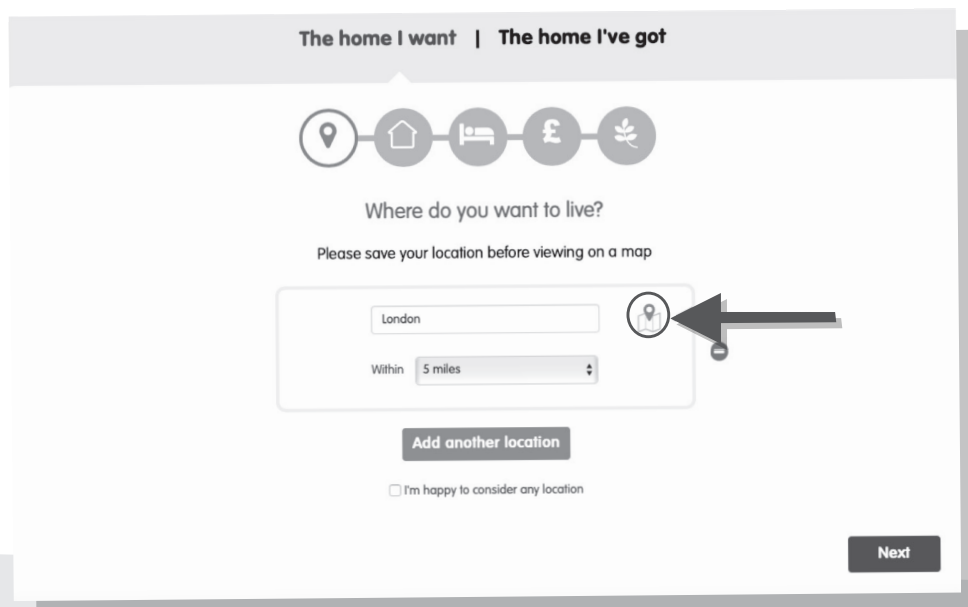 The home I want | The home I've got
£
Where do you want to live?
Please save your location before viewing on a map
London
Within 5 miles
Add another location
I'm happy to consider any location
Next